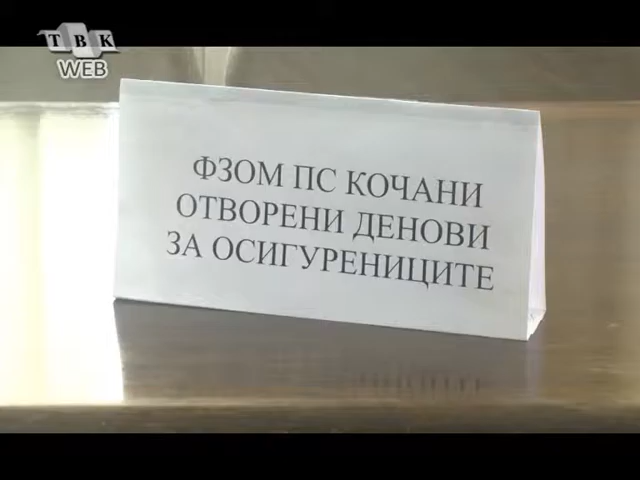 ТВК
WEB
ФЗОМ ПС КОЧАНИ
ОТВОРЕНИ ДЕНОВИ
ЗА ОСИГУРЕНИЦИТЕ